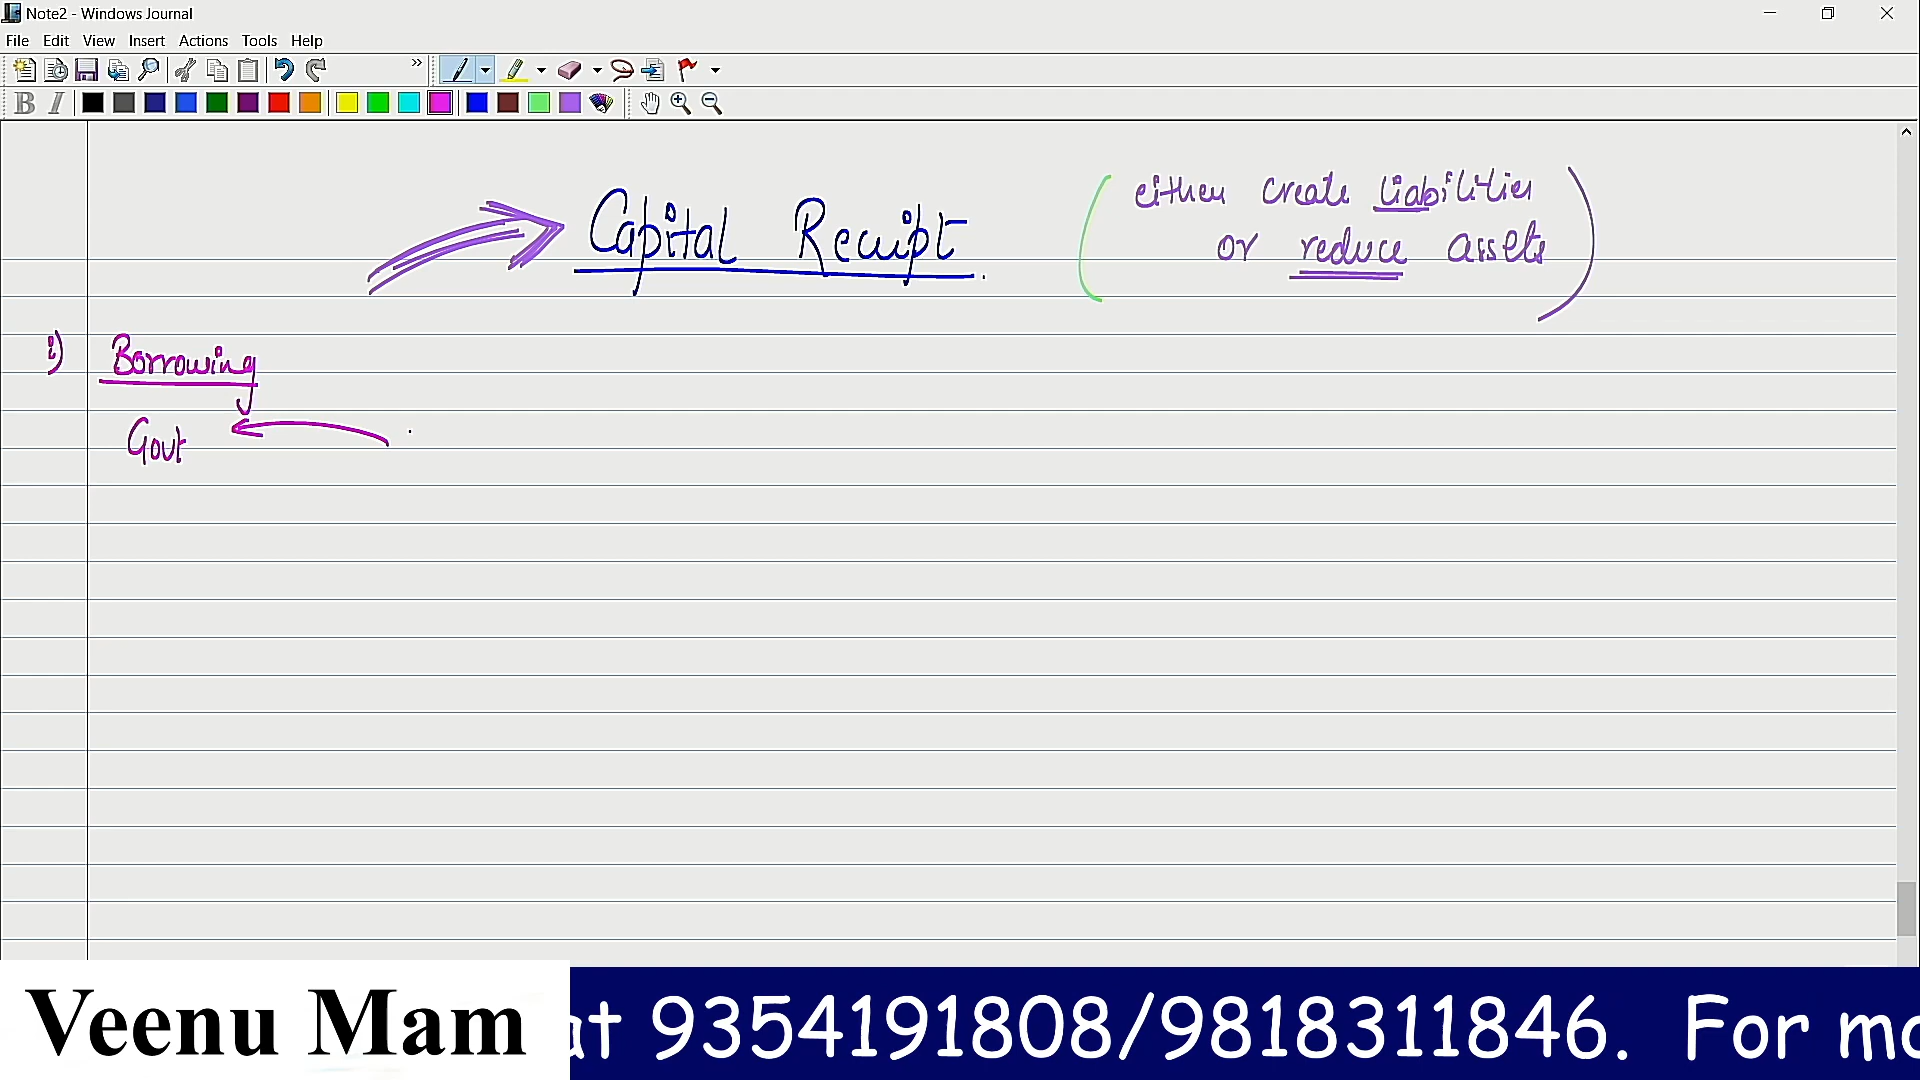 Note2 - Windows Journal
File Edit View Insert Actions Tools Help
B I
Capital Receipt
(either create liabilities
or reduce assets)
i) Borrowing
Govt
Veenu Mam
at 9354191808/9818311846. For mo